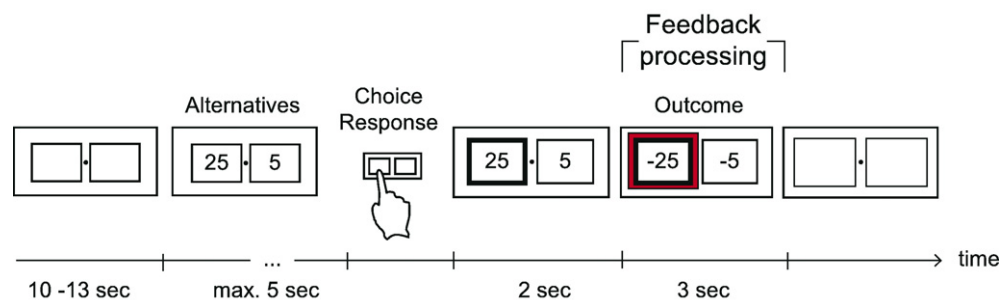 Feedback
processing
Alternatives
Choice
Response
Outcome
25 5
25 5
-25 -5
... time
10 -13 sec max. 5 sec 2 sec 3 sec